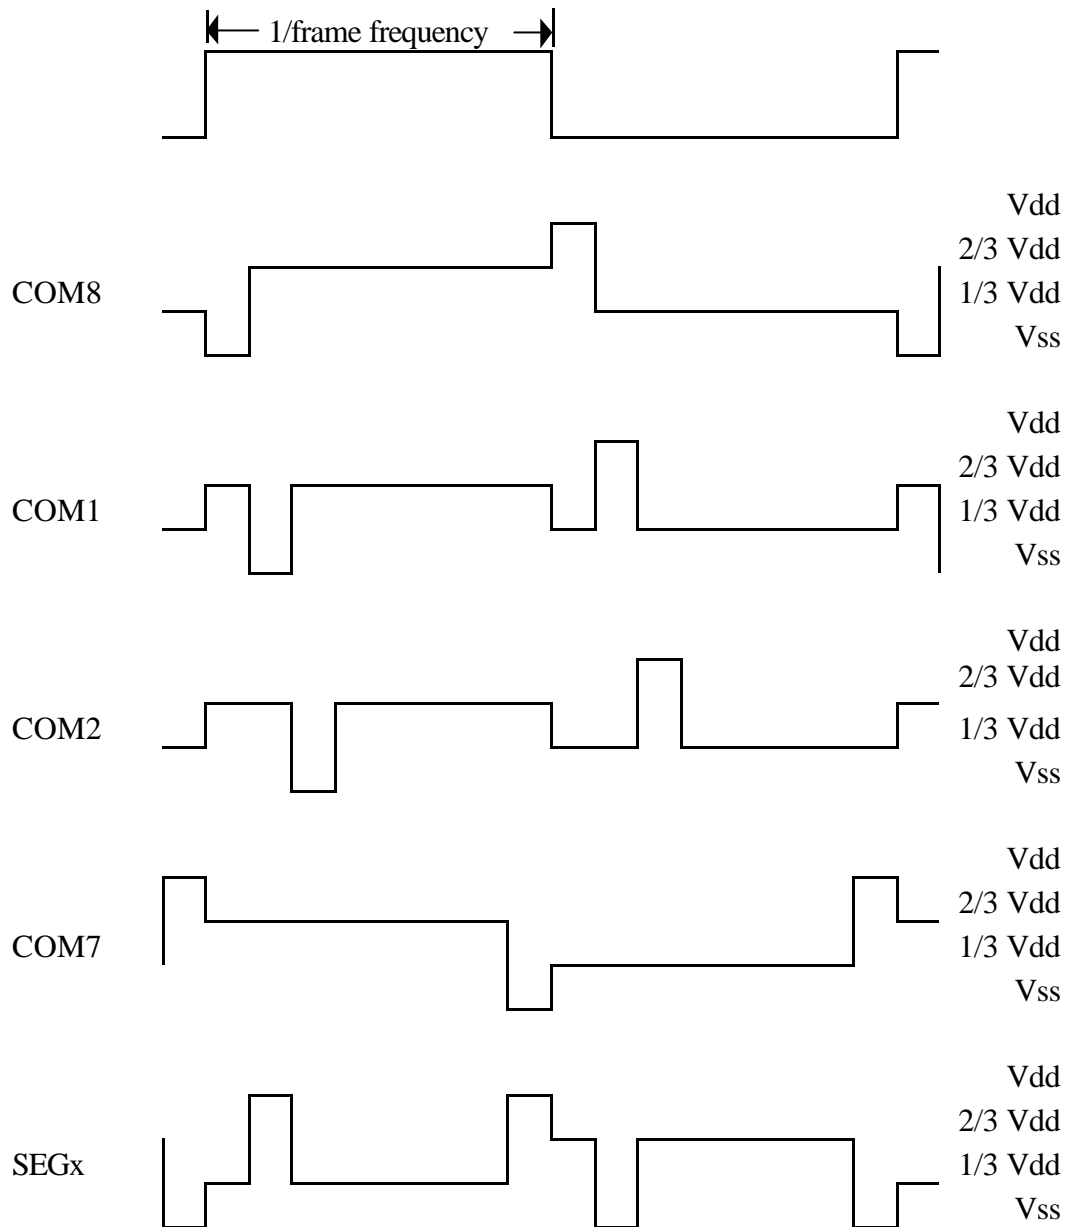 1/frame frequency
Vdd
2/3 Vdd
COM8
1/3 Vdd
Vss
Vdd
2/3 Vdd
COM1
1/3 Vdd
Vss
Vdd
2/3 Vdd
COM2
1/3 Vdd
Vss
Vdd
2/3 Vdd
COM7
1/3 Vdd
Vss
Vdd
2/3 Vdd
SEGx
1/3 Vdd
Vss